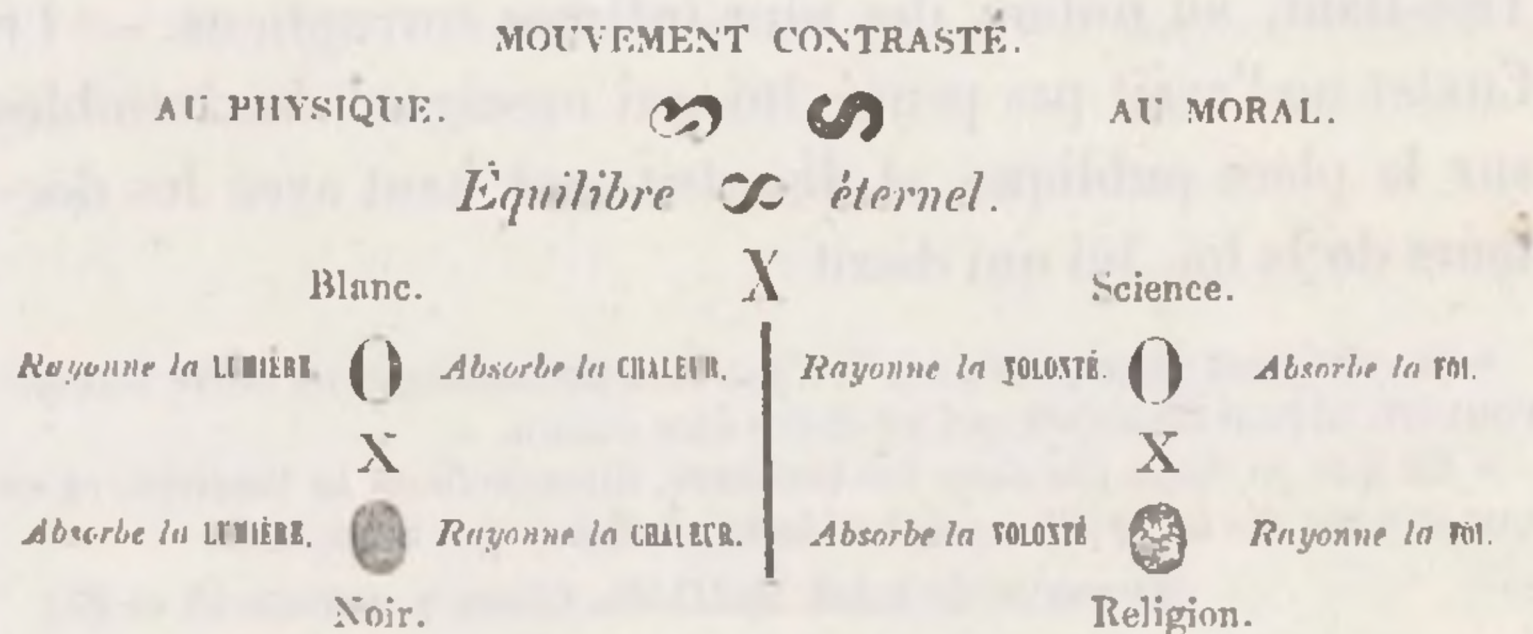 MOUVEMENT CONTRASTÉ.
AU PHYSIQUE. S S AU MORAL.
Équilibre S éternel.
X
Blanc. Science.
Rayonne la LUMIÈRE. O Absorbe la CHALEUR. Rayonne la VOLONTÉ. O Absorbe la FOI.
X X
Absorbe la LUMIÈRE. Rayonne la CHALEUR. Absorbe la VOLONTÉ Rayonne la FOI.
Noir. Religion.